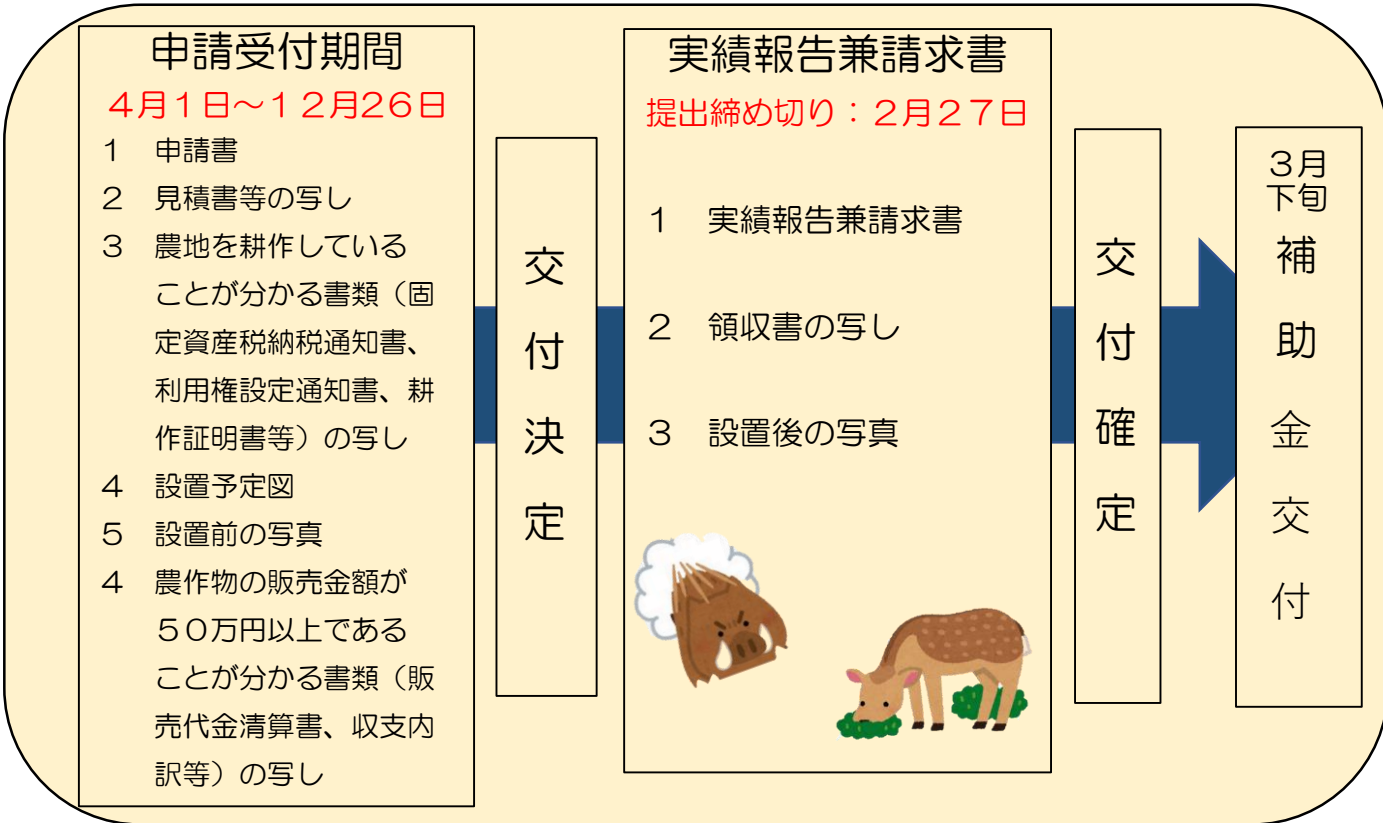 申請受付期間
４月１日～１２月２６日
１　申請書
２　見積書等の写し
３　農地を耕作している
ことが分かる書類（固
定資産税納税通知書、
利用権設定通知書、耕
作証明書等）の写し
４　設置予定図
５　設置前の写真
４　農作物の販売金額が
５０万円以上である
ことが分かる書類（販
売代金清算書、収支内
訳等）の写し
交付決定
実績報告兼請求書
提出締め切り：２月２７日
１　実績報告兼請求書
２　領収書の写し
３　設置後の写真
交付確定
３月
下旬
補助金交付